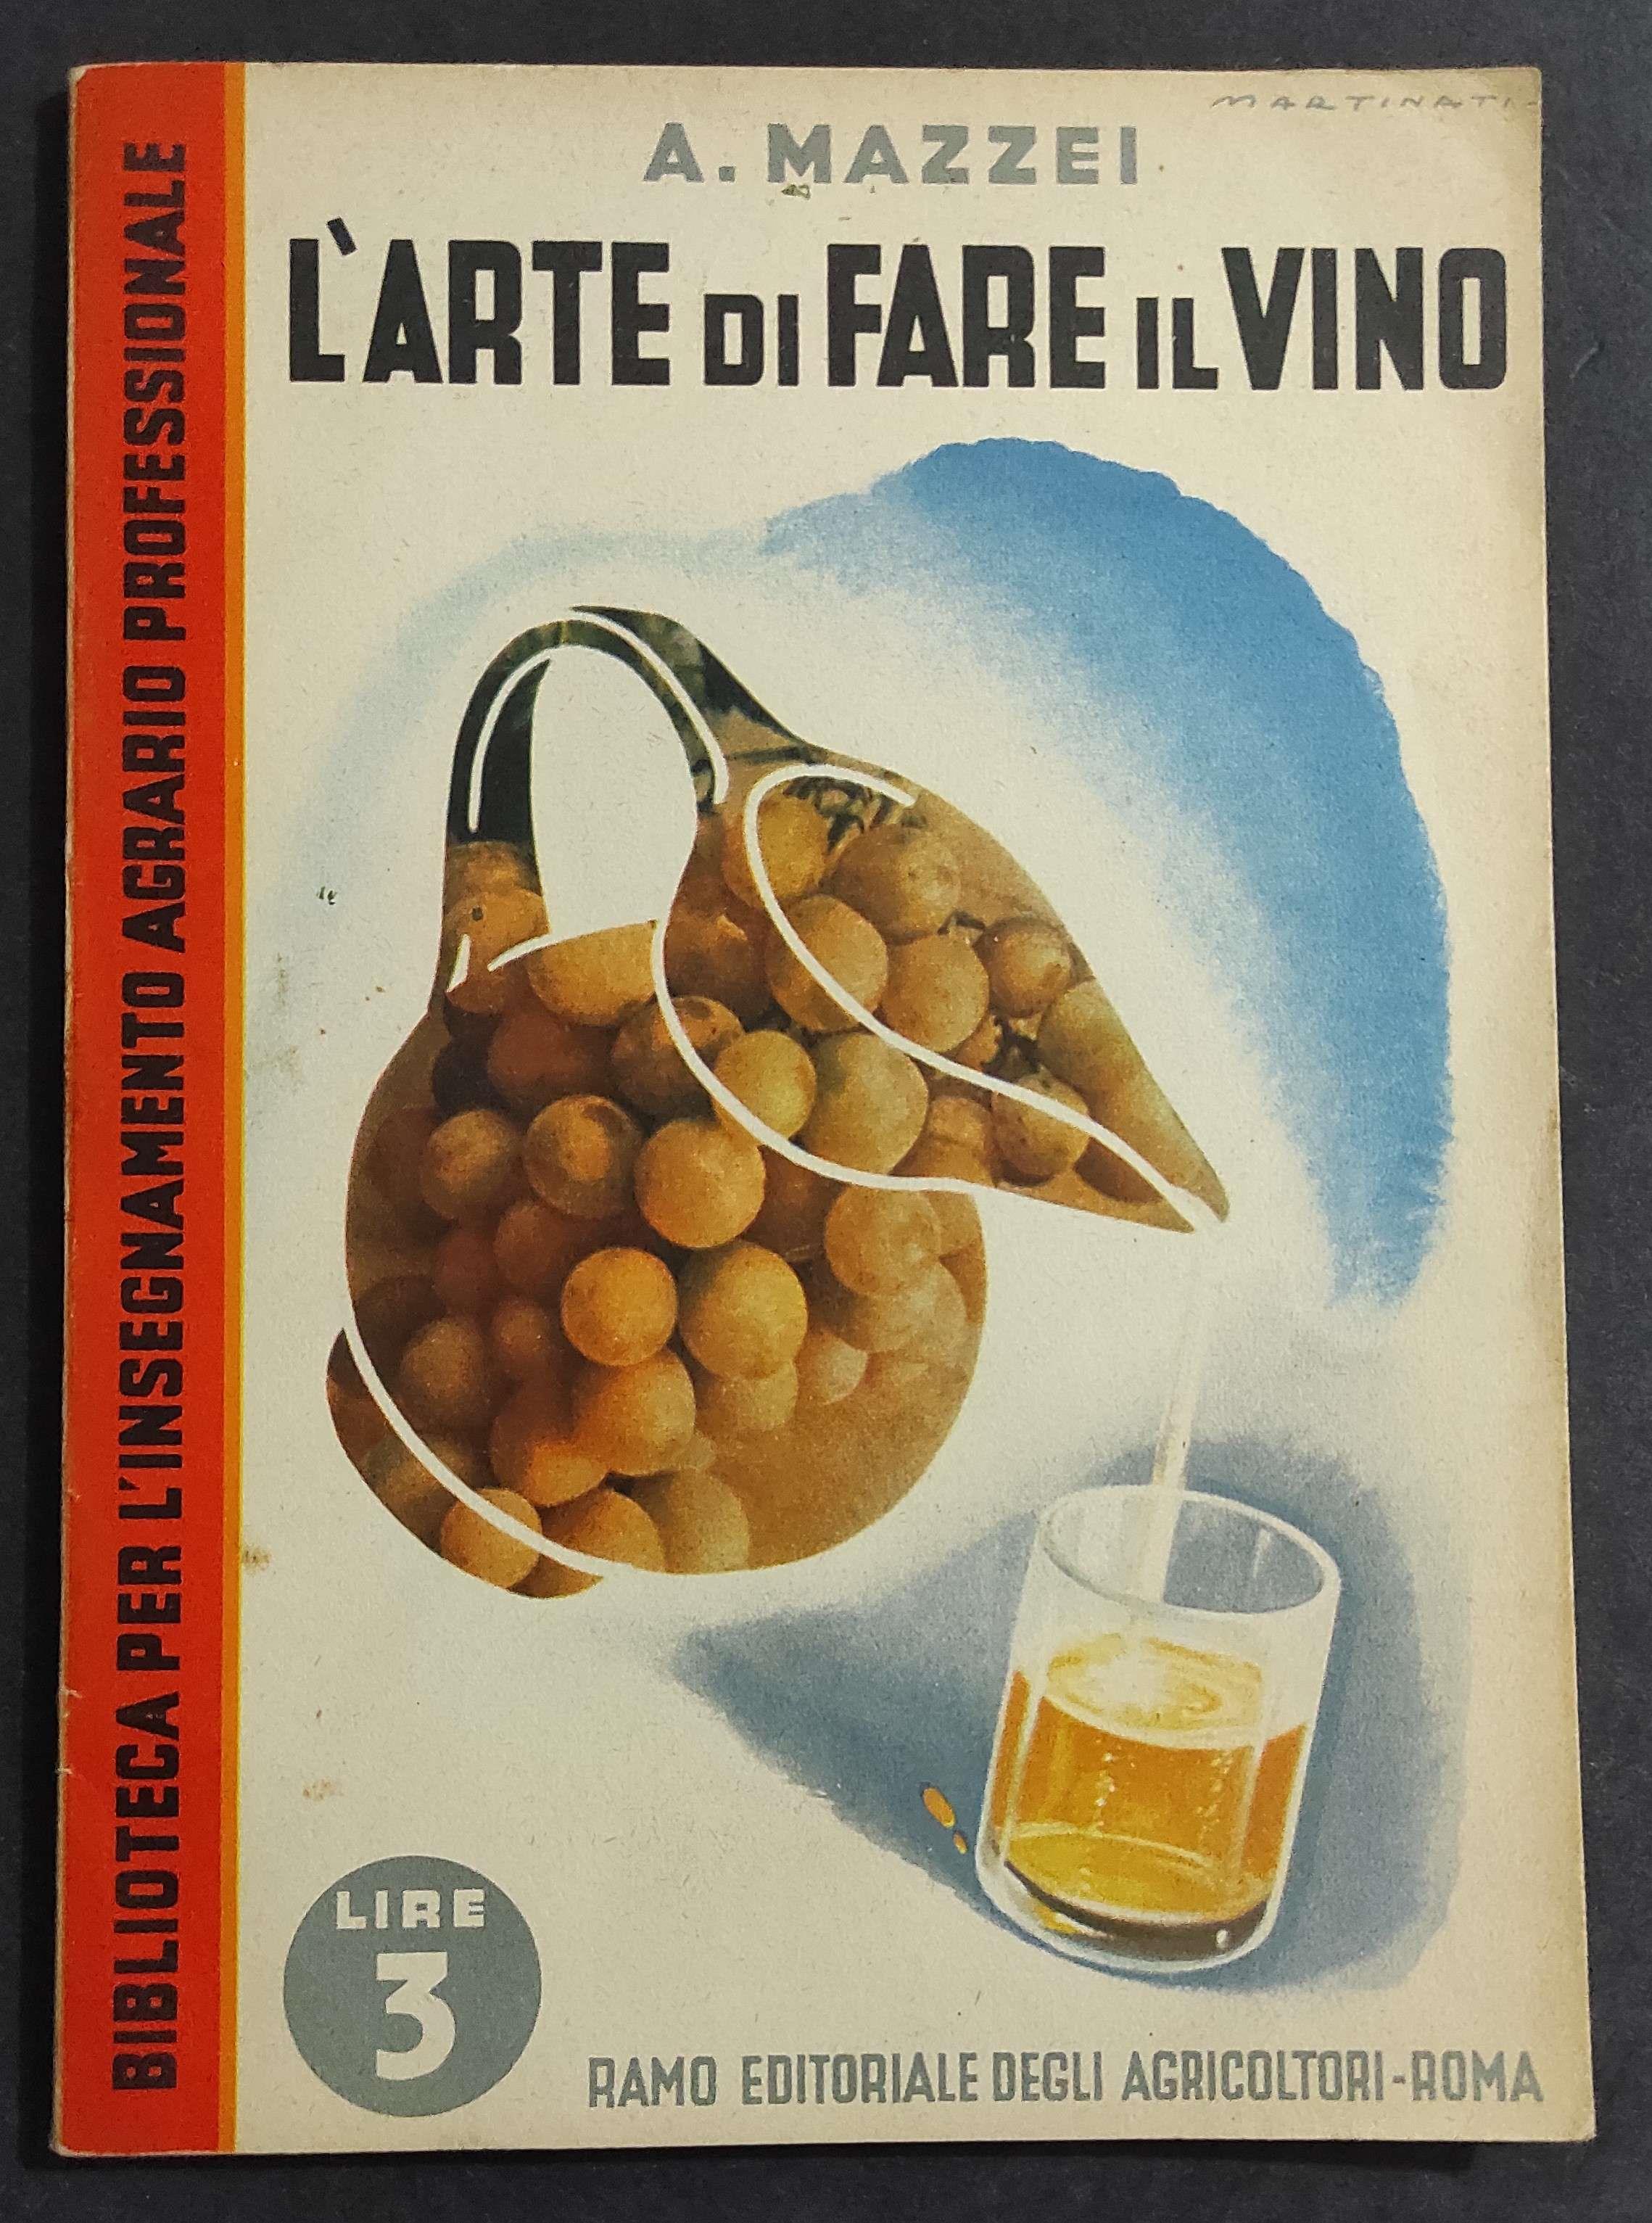 MARTINATI-
A. MAZZEI
L'ARTE DI FARE IL VINO
BIBLIOTECA PER L'INSEGNAMENTO AGRARIO PROFESSIONALE
LIRE
3
RAMO EDITORIALE DEGLI AGRICOLTORI-ROMA